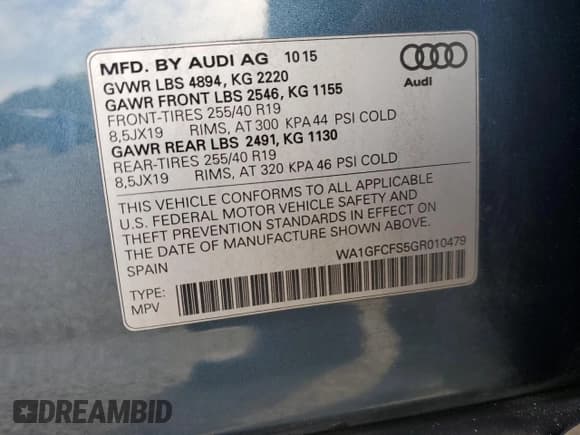 MFD. BY AUDI AG 10 15
GVWR LBS 4894, KG 2220
GAWR FRONT LBS 2546, KG 1155
FRONT-TIRES 255/40 R19
8,5JX19 RIMS, AT 300 KPA 44 PSI COLD
GAWR REAR LBS 2491, KG 1130
REAR-TIRES 255/40 R19
8,5JX19 RIMS, AT 320 KPA 46 PSI COLD
Audi
THIS VEHICLE CONFORMS TO ALL APPLICABLE
U.S. FEDERAL MOTOR VEHICLE SAFETY AND
THEFT PREVENTION STANDARDS IN EFFECT ON
THE DATE OF MANUFACTURE SHOWN ABOVE.
SPAIN
WA1GFCFS5GR010479
TYPE:
MPV
DREAMBID